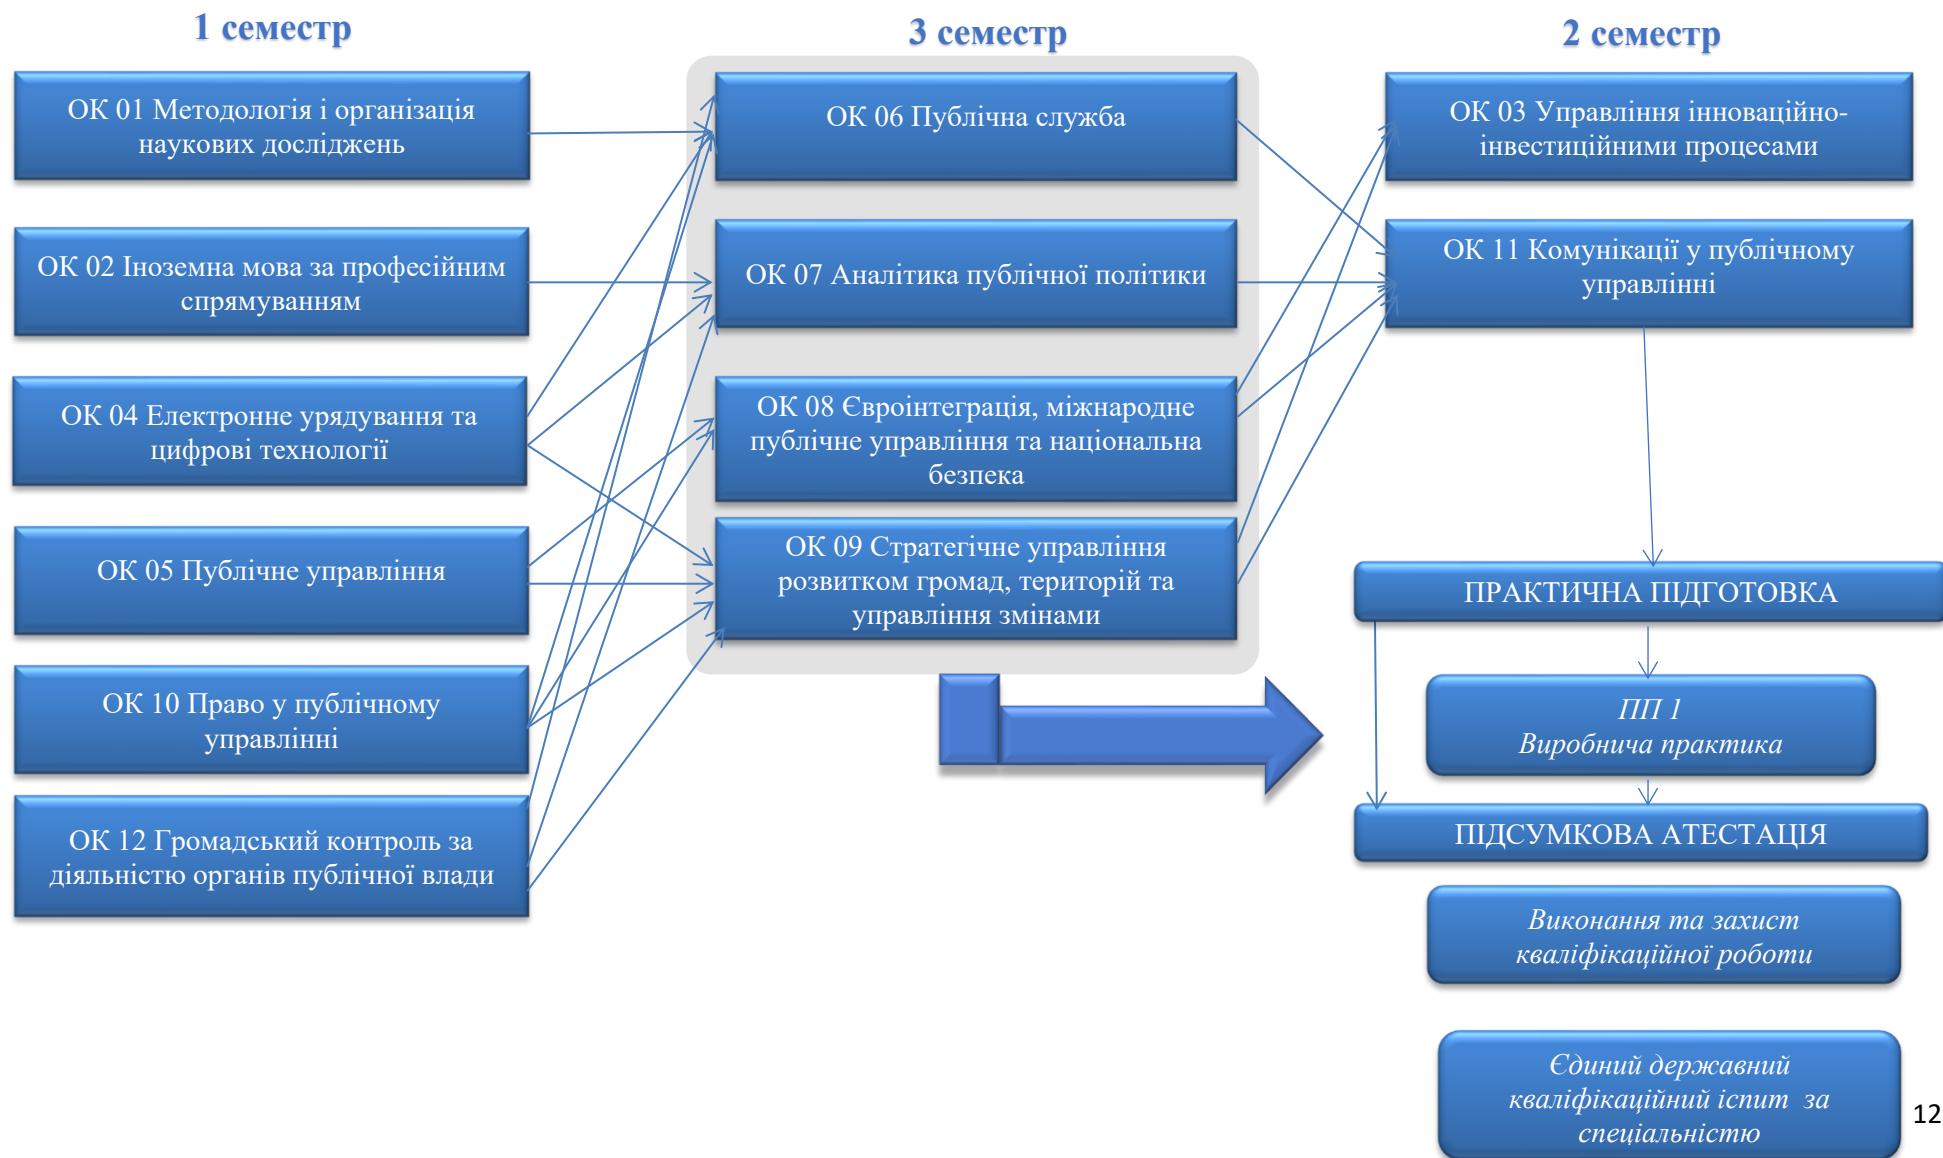 1 семестр
ОК 01 Методологія і організація
наукових досліджень
ОК 02 Іноземна мова за професійним
спрямуванням
ОК 04 Електронне урядування та
цифрові технології
ОК 05 Публічне управління
ОК 10 Право у публічному
управлінні
ОК 12 Громадський контроль за
діяльністю органів публічної влади
3 семестр
ОК 06 Публічна служба
ОК 07 Аналітика публічної політики
ОК 08 Євроінтеграція, міжнародне
публічне управління та національна
безпека
ОК 09 Стратегічне управління
розвитком громад, територій та
управління змінами
2 семестр
ОК 03 Управління інноваційно-
інвестиційними процесами
ОК 11 Комунікації у публічному
управлінні
ПРАКТИЧНА ПІДГОТОВКА
ПП 1
Виробнича практика
ПІДСУМКОВА АТЕСТАЦІЯ
Виконання та захист
кваліфікаційної роботи
Єдиний державний
кваліфікаційний іспит за
спеціальністю
12